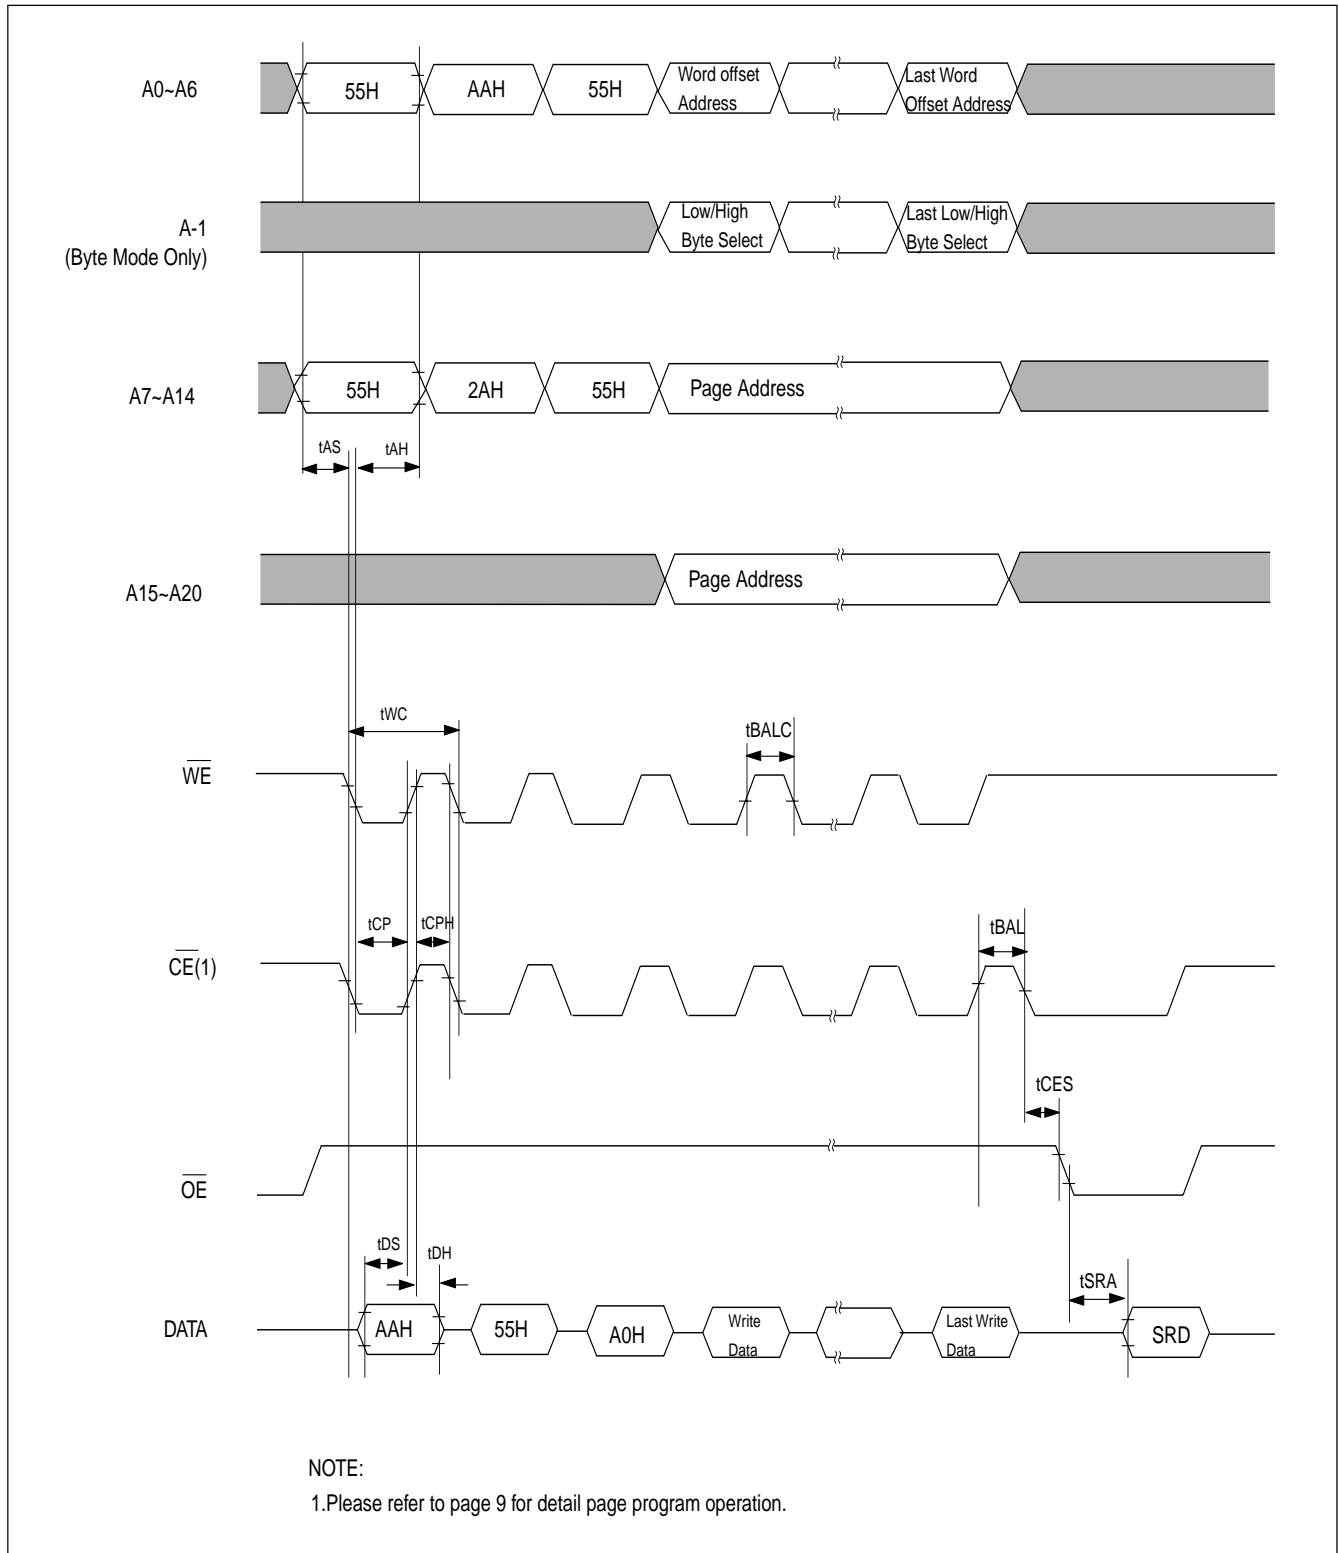 A0~A6
55H
AAH
55H
Word offset
Address
Last Word
Offset Address
A-1
(Byte Mode Only)
Low/High
Byte Select
Last Low/High
Byte Select
A7~A14
55H
2AH
55H
Page Address
tAS
tAH
A15~A20
Page Address
tWC
tBALC
WE
tCP
tCPH
tBAL
CE(1)
tCES
OE
tDS
tDH
tSRA
DATA
AAH
55H
A0H
Write
Data
Last Write
Data
SRD
NOTE:
1.Please refer to page 9 for detail page program operation.